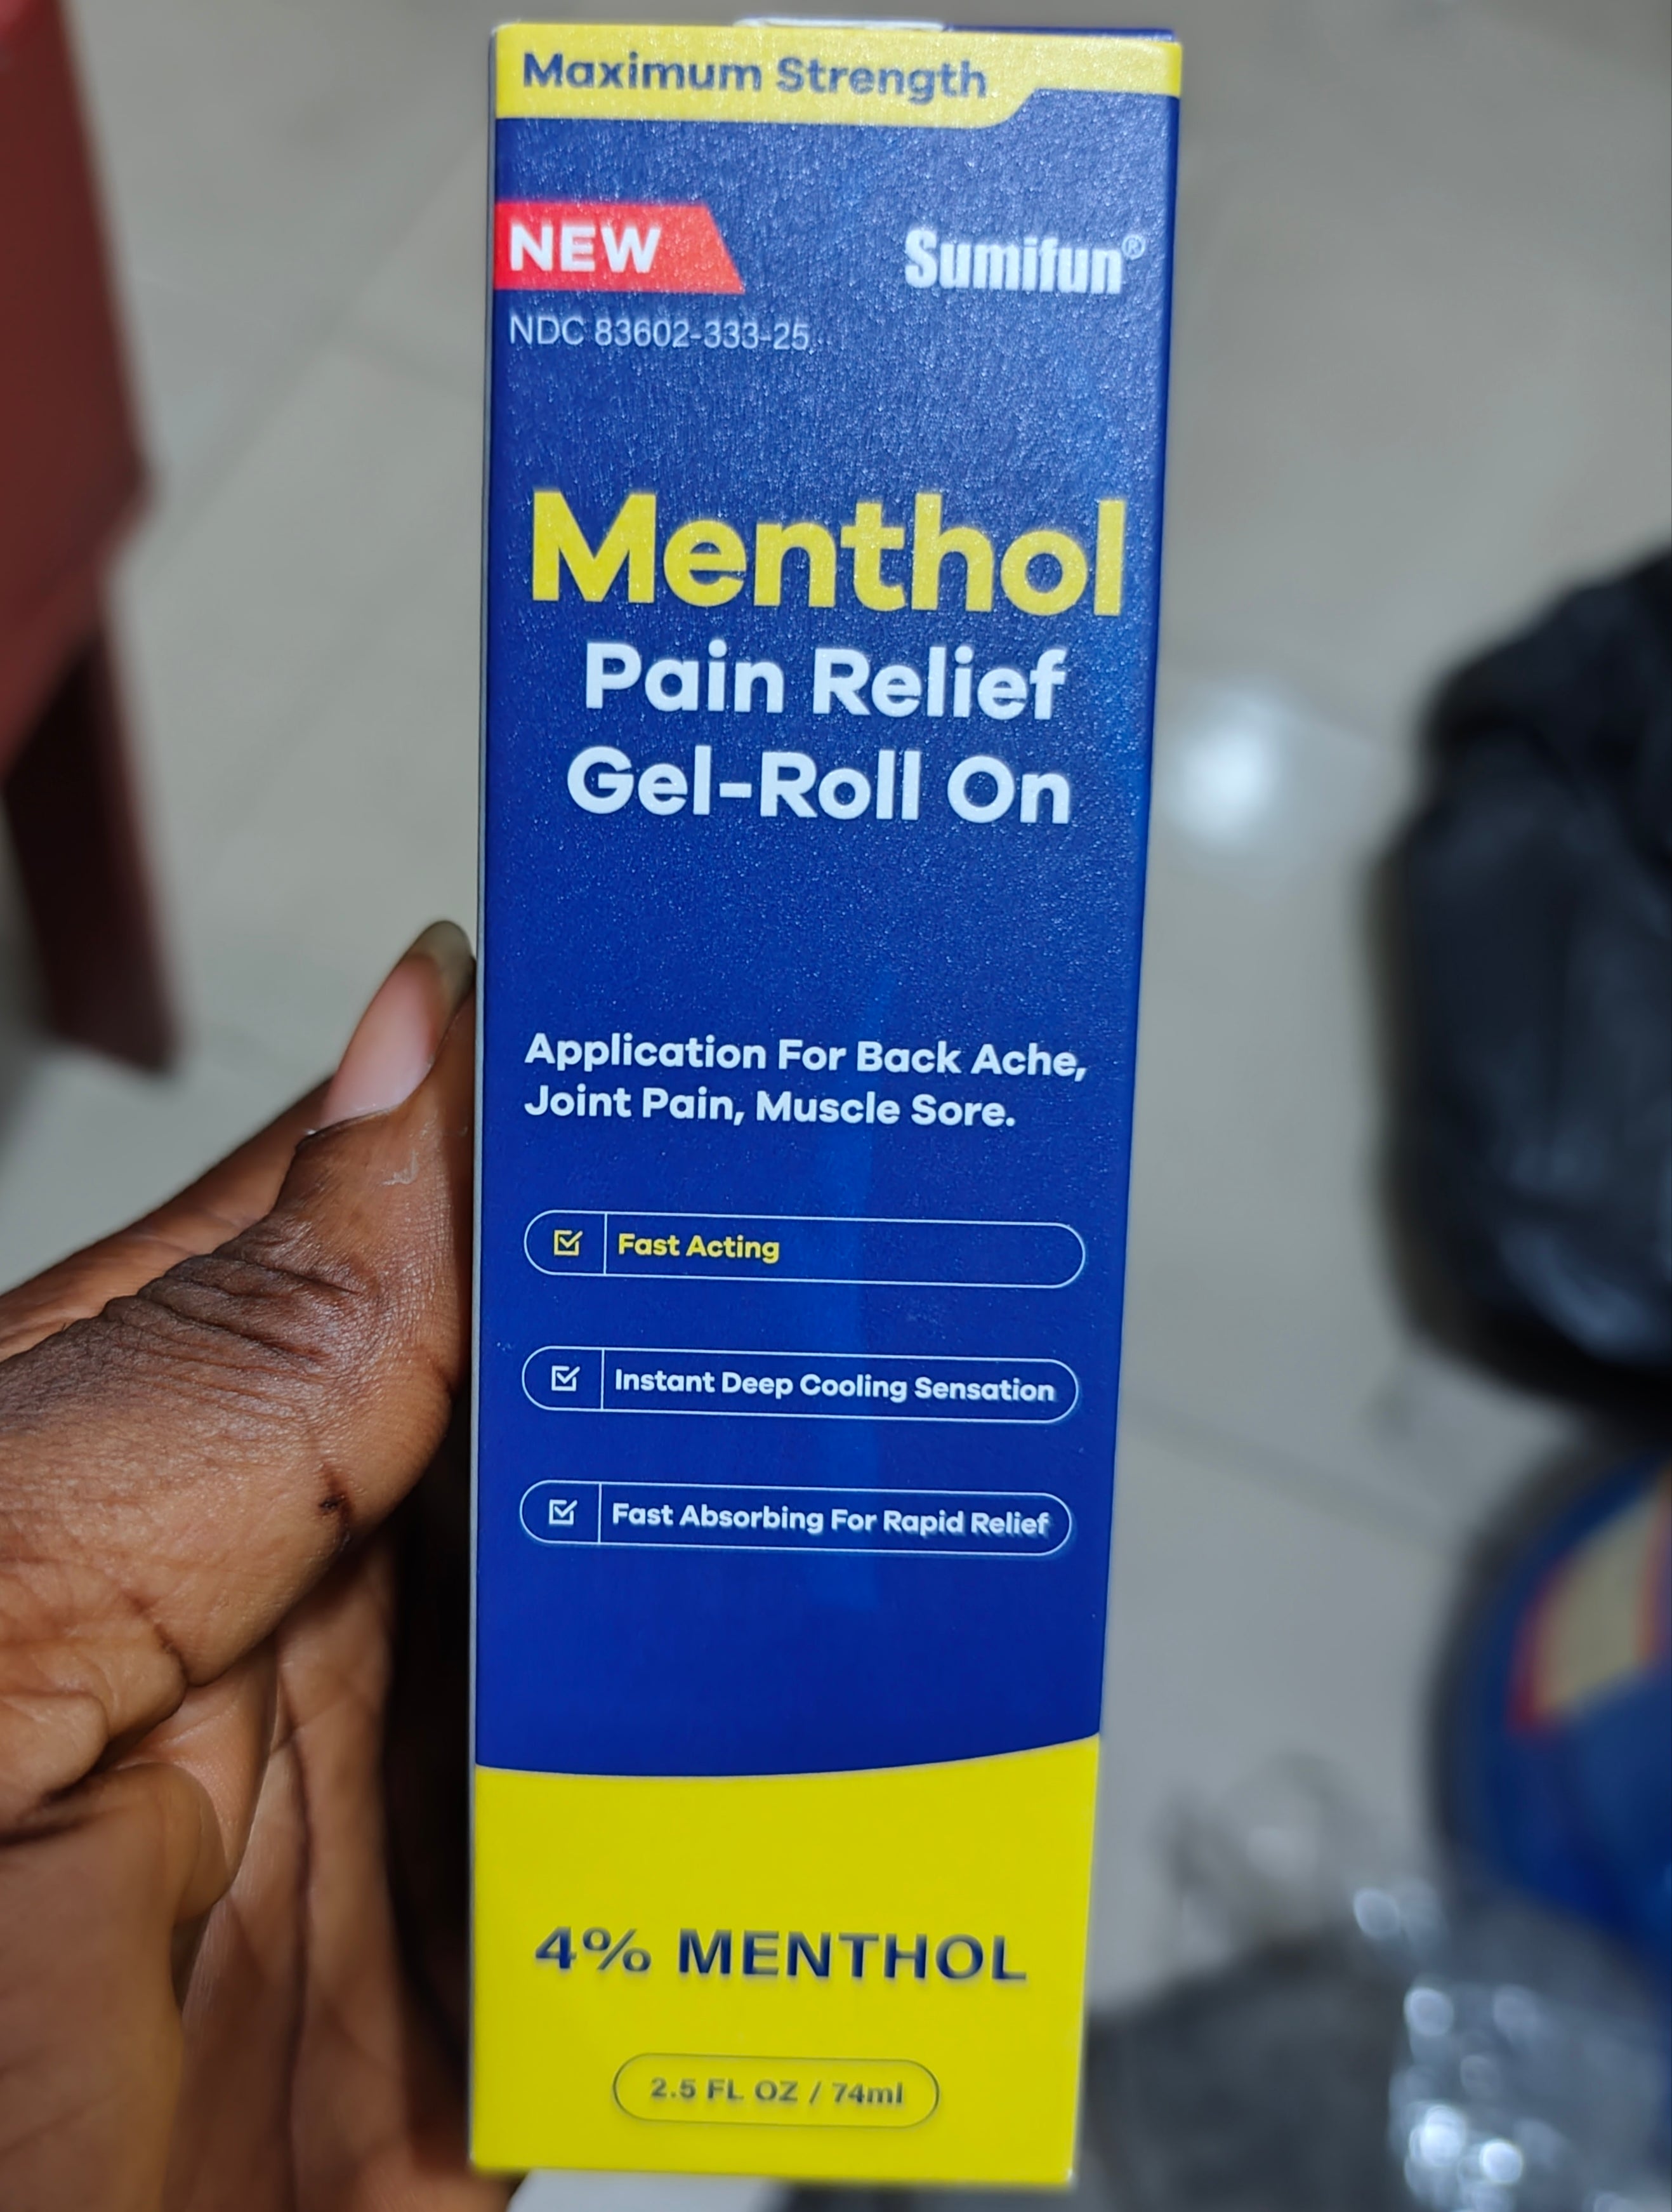 Maximum Strength
NEW
Sumifun®
NDC 83602-333-25
Menthol
Pain Relief
Gel-Roll On
Application For Back Ache,
Joint Pain, Muscle Sore.
Fast Acting
Instant Deep Cooling Sensation
Fast Absorbing For Rapid Relief
4% MENTHOL
2.5 FL OZ / 74ml